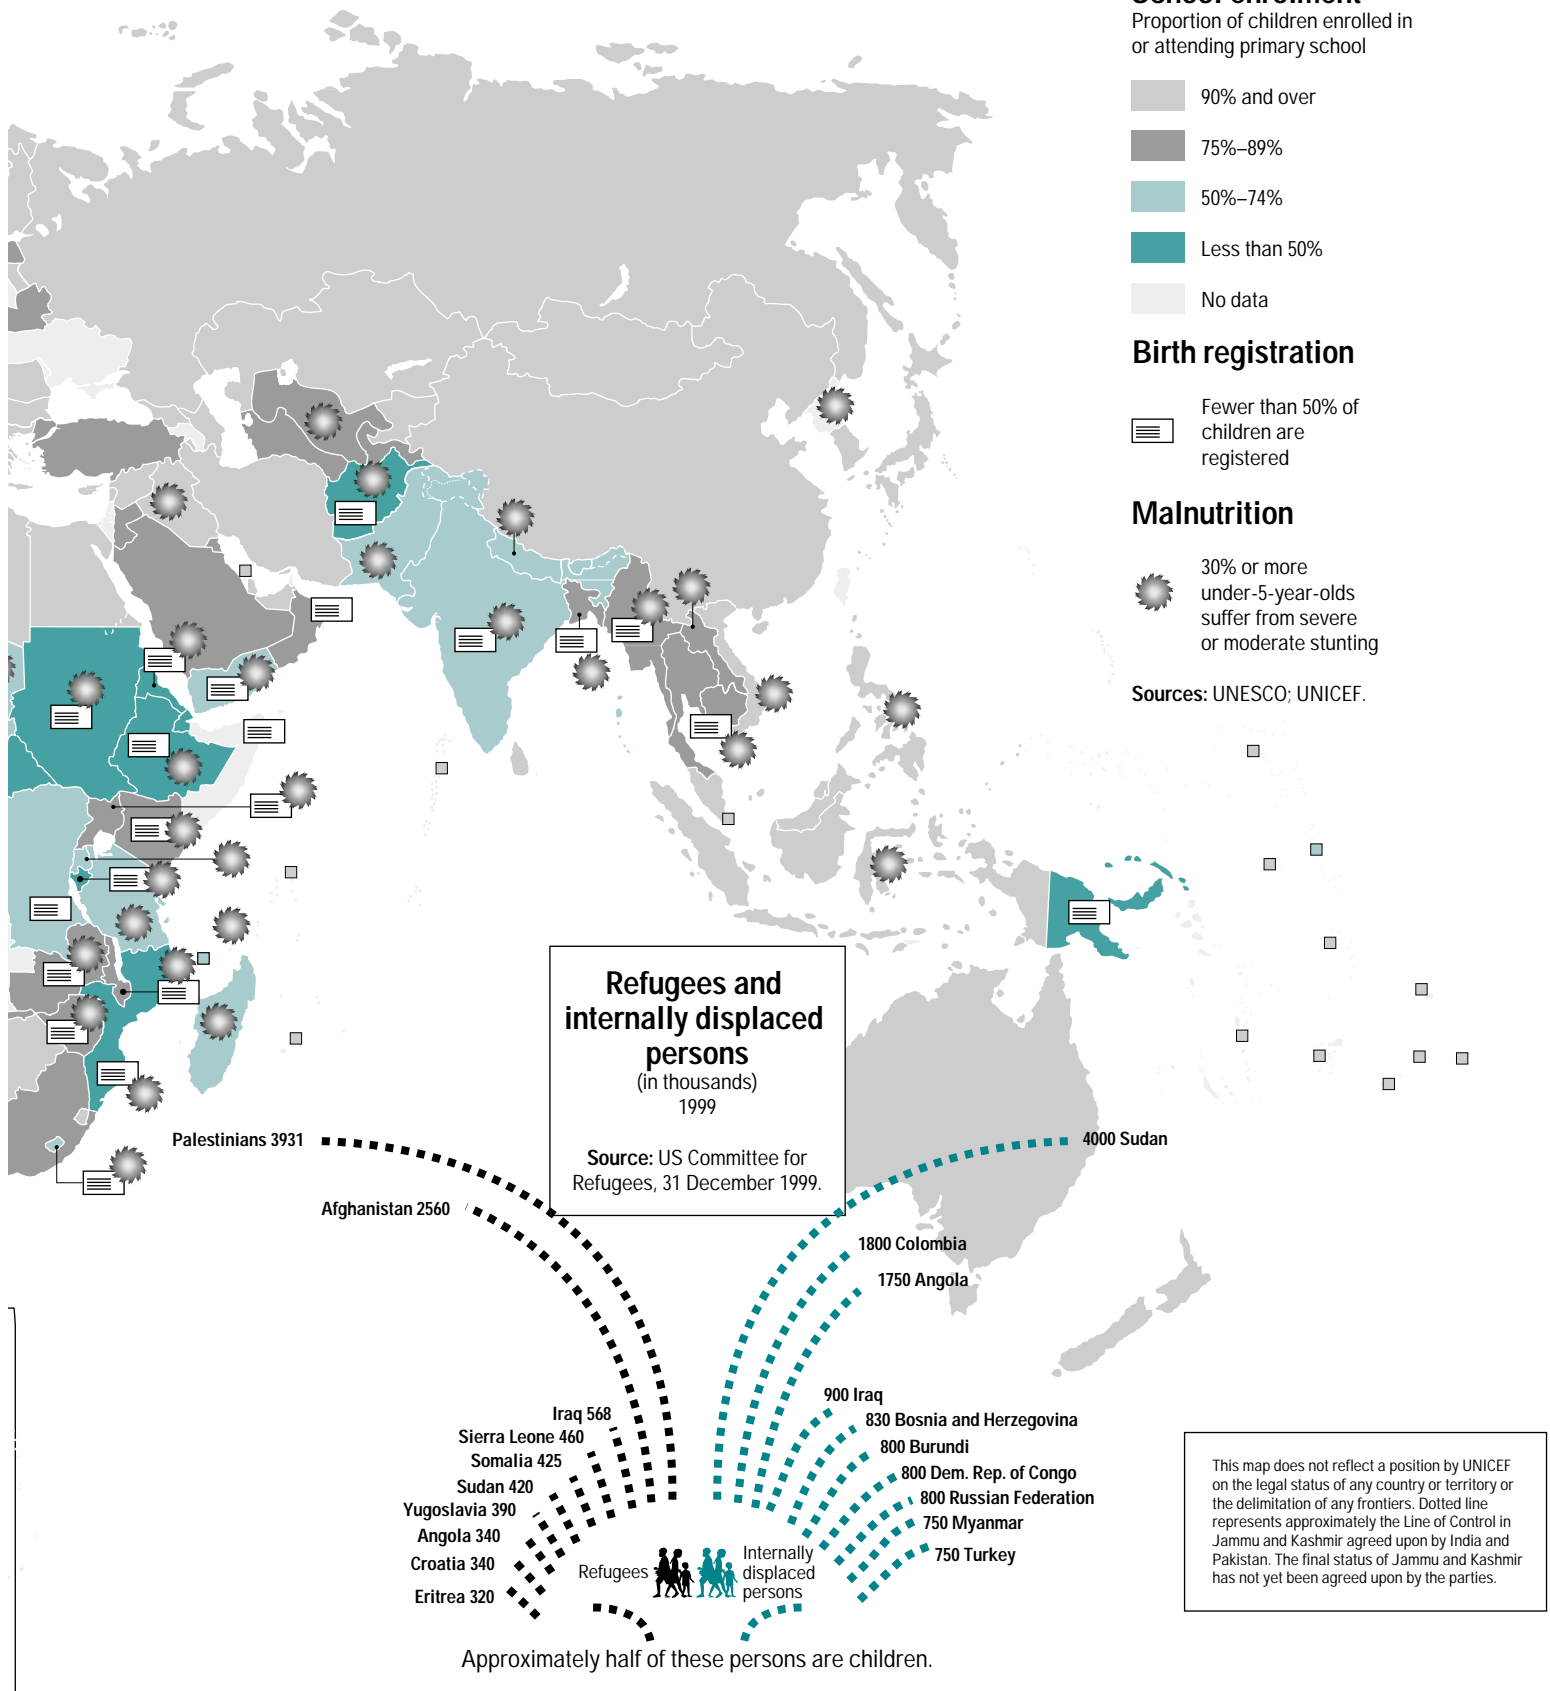 School enrolment
Proportion of children enrolled in
or attending primary school
90% and over
75%–89%
50%–74%
Less than 50%
No data
Birth registration
Fewer than 50% of
children are
registered
Malnutrition
30% or more
under-5-year-olds
suffer from severe
or moderate stunting
Sources: UNESCO; UNICEF.
Refugees and
internally displaced
persons
(in thousands)
1999
Source: US Committee for
Refugees, 31 December 1999.
Palestinians 3931
Afghanistan 2560
Iraq 568
Sierra Leone 460
Somalia 425
Sudan 420
Yugoslavia 390
Angola 340
Croatia 340
Eritrea 320
4000 Sudan
1800 Colombia
1750 Angola
900 Iraq
830 Bosnia and Herzegovina
800 Burundi
800 Dem. Rep. of Congo
800 Russian Federation
750 Myanmar
750 Turkey
Refugees
Internally
displaced
persons
Approximately half of these persons are children.
This map does not reflect a position by UNICEF
on the legal status of any country or territory or
the delimitation of any frontiers. Dotted line
represents approximately the Line of Control in
Jammu and Kashmir agreed upon by India and
Pakistan. The final status of Jammu and Kashmir
has not yet been agreed upon by the parties.